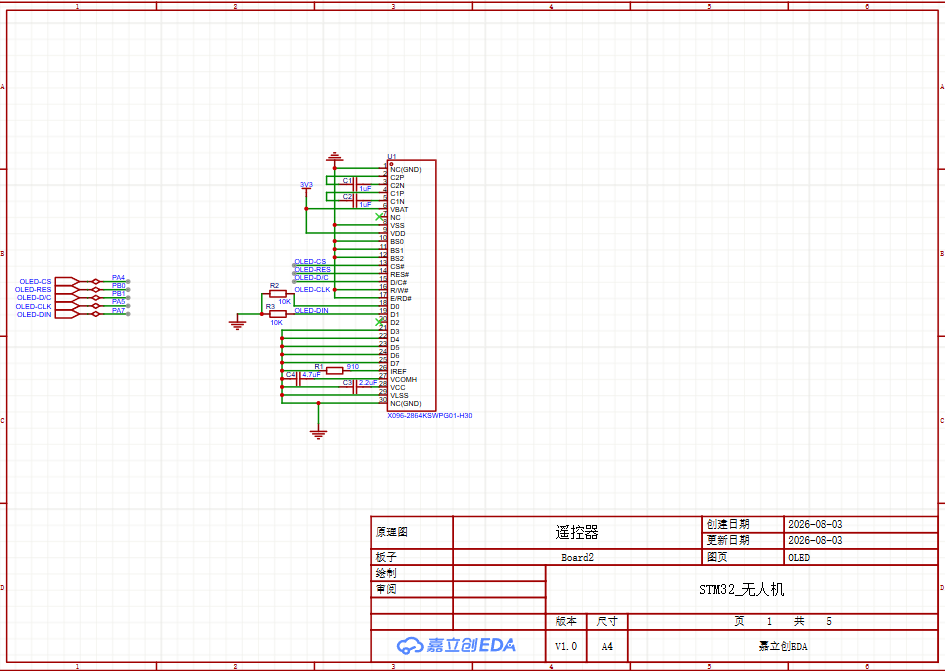 1 2 3 4 5 6
A A
B B
C C
D D
U1
1 NC(GND)
2 C2P
3 C2N
4 C1P
5 C1N
6 VBAT
7 NC
8 VSS
9 VDD
10 BS0
11 BS1
12 BS2
13 CS#
14 RES#
15 D/C#
16 R/W#
17 E/RD#
18 D0
19 D1
20 D2
21 D3
22 D4
23 D5
24 D6
25 D7
26 IREF
27 VCOMH
28 VCC
29 VLSS
30 NC(GND)
X096-2864KSWPG01-H30
C1
1uF
C2
1uF
3V3
OLED-CS
OLED-RES
OLED-D/C
OLED-CLK
R2
10K
R3
10K
OLED-DIN
R1 910
C4 4.7uF
C3 2.2uF
OLED-CS PA4
OLED-RES PB0
OLED-D/C PB1
OLED-CLK PA5
OLED-DIN PA7
原理图 遥控器 创建日期 2026-08-03
更新日期 2026-08-03
板子 Board2 图页 OLED
绘制
审阅
STM32_无人机
版本 尺寸 页 1 共 5
嘉立创EDA V1.0 A4 嘉立创EDA
1 2 3 4 5 6